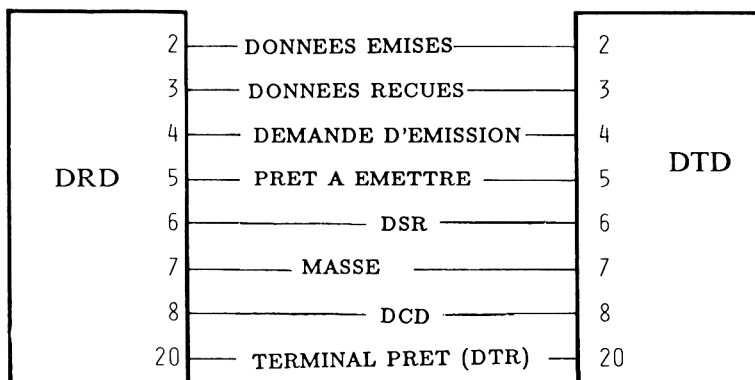 2 DONNEES EMISES 2
3 DONNEES RECUES 3
4 DEMANDE D'EMISSION 4
DRD 5 PRET A EMETTRE 5 DTD
6 DSR 6
7 MASSE 7
8 DCD 8
20 TERMINAL PRET (DTR) 20